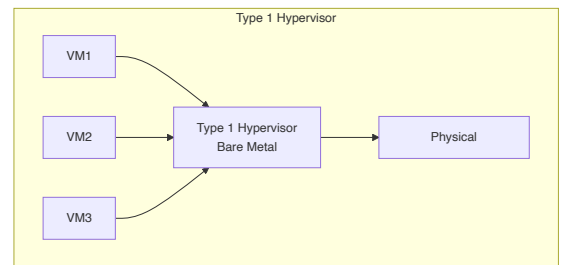 Type 1 Hypervisor
VM1
VM2
VM3
Type 1 Hypervisor
Bare Metal
Physical